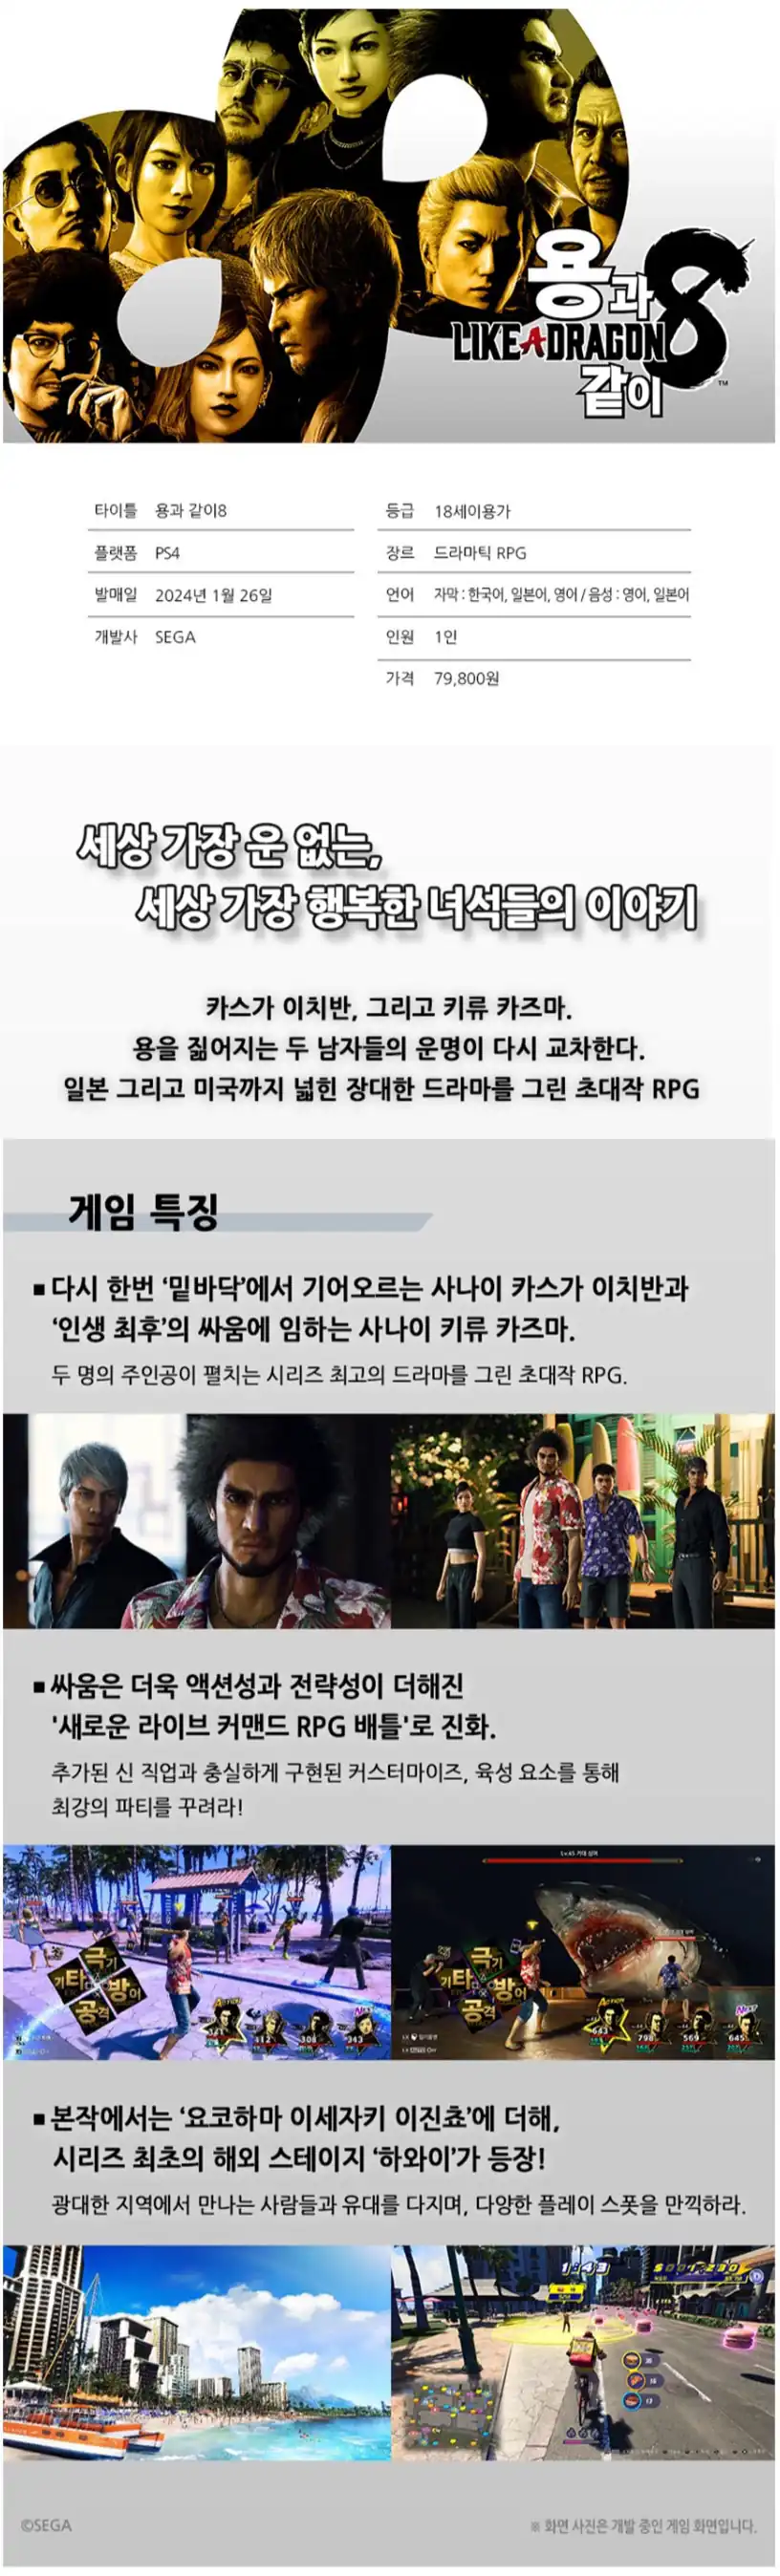 용과
LIKE A DRAGON 8
같이
TM
타이틀 용과 같이8
플랫폼 PS4
발매일 2024년 1월 26일
개발사 SEGA
등급 18세이용가
장르 드라마틱 RPG
언어 자막 : 한국어, 일본어, 영어 / 음성 : 영어, 일본어
인원 1인
가격 79,800원
세상 가장 운 없는,
세상 가장 행복한 녀석들의 이야기
카스가 이치반, 그리고 키류 카즈마.
용을 짊어지는 두 남자들의 운명이 다시 교차한다.
일본 그리고 미국까지 넓힌 장대한 드라마를 그린 초대작 RPG
게임 특징
▪ 다시 한번 ‘밑바닥’에서 기어오르는 사나이 카스가 이치반과
‘인생 최후’의 싸움에 임하는 사나이 키류 카즈마.
두 명의 주인공이 펼치는 시리즈 최고의 드라마를 그린 초대작 RPG.
▪ 싸움은 더욱 액션성과 전략성이 더해진
'새로운 라이브 커맨드 RPG 배틀'로 진화.
추가된 신 직업과 충실하게 구현된 커스터마이즈, 육성 요소를 통해
최강의 파티를 꾸려라!
극기
기타
방어
공격
ACTION
341
412
308
343
NEXT
Lv.45 거대 상어
극기
기타
방어
공격
ACTION
643
798
569
645
NEXT
▪ 본작에서는 ‘요코하마 이세자키 이진쵸’에 더해,
시리즈 최초의 해외 스테이지 ‘하와이’가 등장!
광대한 지역에서 만나는 사람들과 유대를 다지며, 다양한 플레이 스폿을 만끽하라.
1:43
©SEGA
※ 화면 사진은 개발 중인 게임 화면입니다.